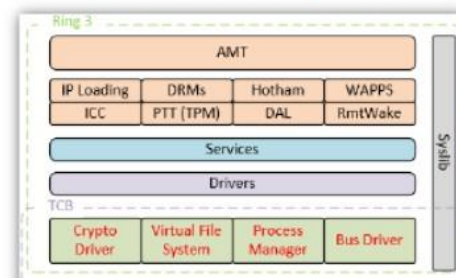 Ring 3
AMT
IP Loading DRMs Hotham WAPPS
ICC PTT (TPM) DAL RmtWake
Services
Drivers
TCB
Crypto Virtual File Process Bus Driver
Driver System Manager
Syslib